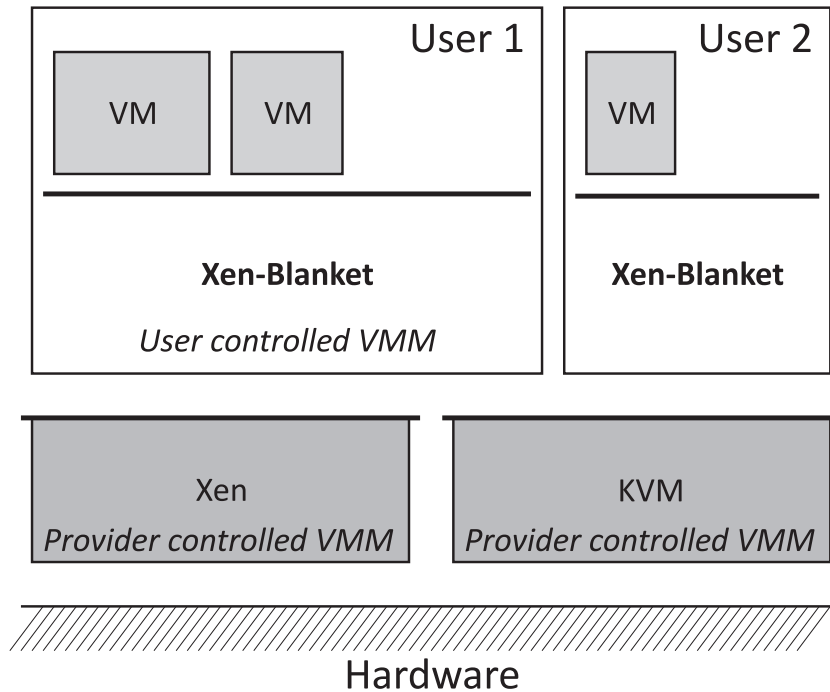 User 1
User 2
VM
VM
VM
Xen-Blanket
Xen-Blanket
User controlled VMM
Xen
KVM
Provider controlled VMM
Provider controlled VMM
Hardware